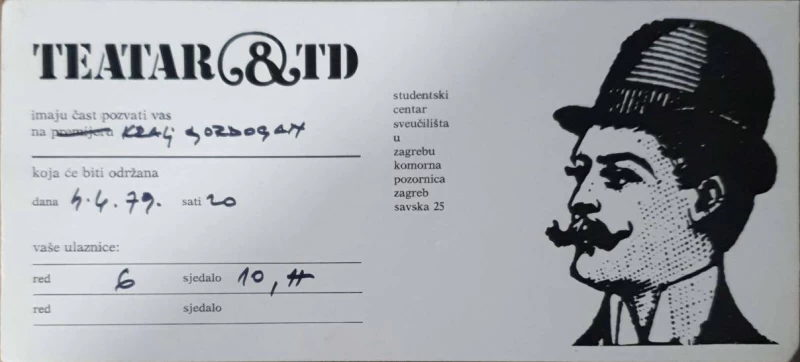 TEATAR &TD
imaju čast pozvati vas
na premijeru KRALJ GORDOGAN
koja će biti održana
dana 4.4.79. sati 20
vaše ulaznice:
red 6 sjedalo 10, 11
red sjedalo
studentski
centar
sveučilišta
u
zagrebu
komorna
pozornica
zagreb
savska 25